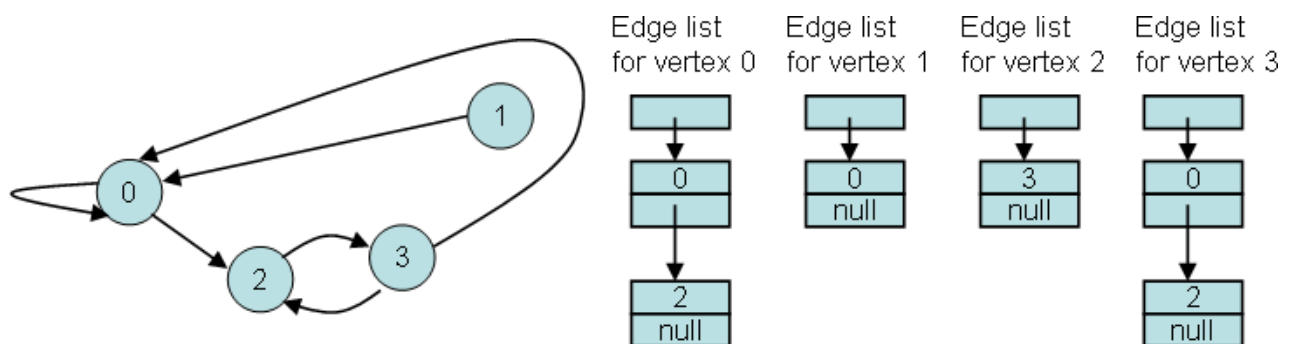 1
0
2
3
Edge list
for vertex 0
0
2
null
Edge list
for vertex 1
0
null
Edge list
for vertex 2
3
null
Edge list
for vertex 3
0
2
null